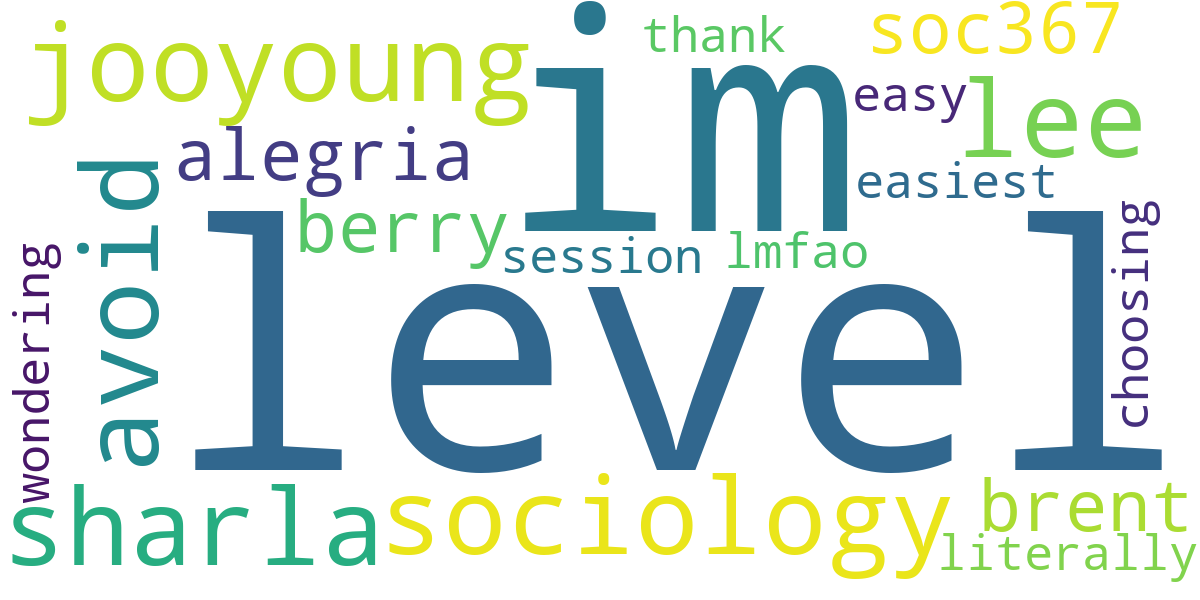 thank
soc367
jooyoung
im
easy
lee
alegria
easiest
avoid
berry
session
lmfao
choosing
wondering
level
sharla
sociology
brent
literally